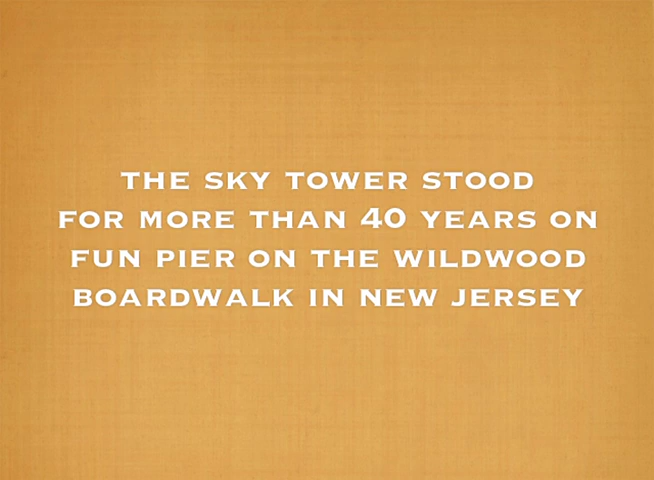 THE SKY TOWER STOOD
FOR MORE THAN 40 YEARS ON
FUN PIER ON THE WILDWOOD
BOARDWALK IN NEW JERSEY